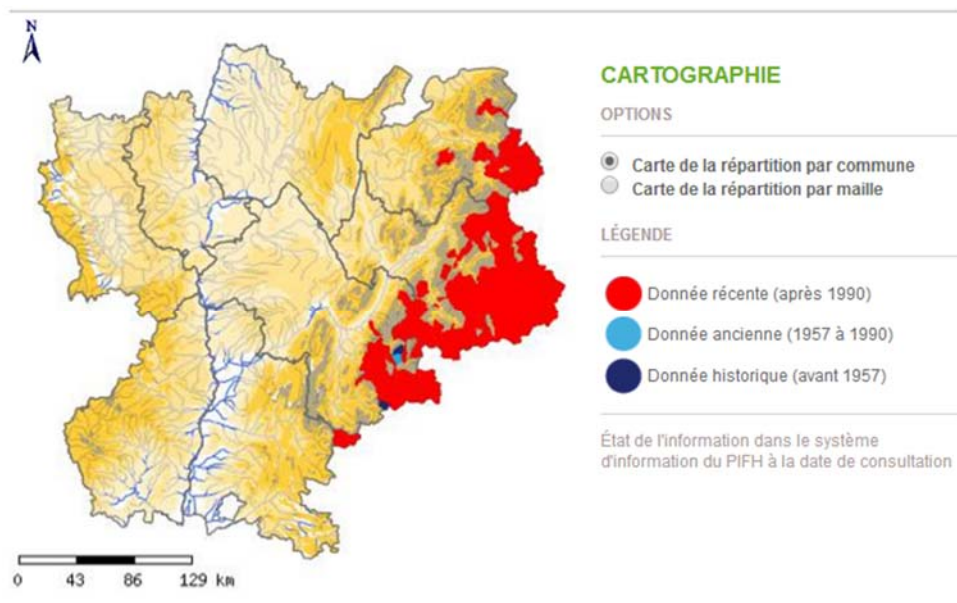 N
CARTOGRAPHIE
OPTIONS
Carte de la répartition par commune
Carte de la répartition par maille
LÉGENDE
Donnée récente (après 1990)
Donnée ancienne (1957 à 1990)
Donnée historique (avant 1957)
État de l'information dans le système
d'information du PIFH à la date de consultation
0 43 86 129 km